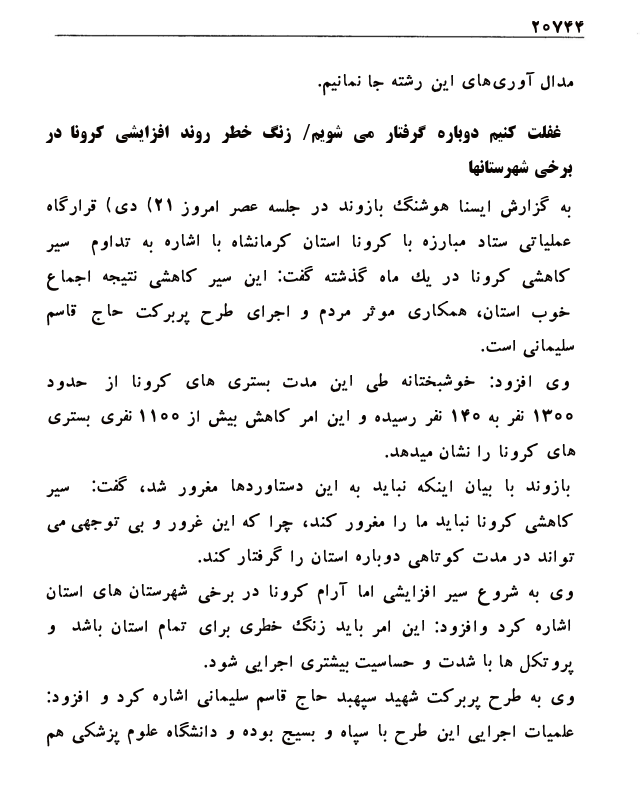 ۲۰۷۴۴
مدال آوری‌های این رشته جا نمانیم.
غفلت کنیم دوباره گرفتار می شویم/ زنگ خطر روند افزایشی کرونا در
برخی شهرستانها
به گزارش ایسنا هوشنگ بازوند در جلسه عصر امروز ۲۱) دی) قرارگاه
عملیاتی ستاد مبارزه با کرونا استان کرمانشاه با اشاره به تداوم سیر
کاهشی کرونا در یك ماه گذشته گفت: این سیر کاهشی نتیجه اجماع
خوب استان، همکاری موثر مردم و اجرای طرح پربرکت حاج قاسم
سلیمانی است.
وی افزود: خوشبختانه طی این مدت بستری های کرونا از حدود
۱۳۰۰ نفر به ۱۴۰ نفر رسیده و این امر کاهش بیش از ۱۱۰۰ نفری بستری
های کرونا را نشان میدهد.
بازوند با بیان اینکه نباید به این دستاوردها مغرور شد، گفت: سیر
کاهشی کرونا نباید ما را مغرور کند، چرا که این غرور و بی توجهی می
تواند در مدت کوتاهی دوباره استان را گرفتار کند.
وی به شروع سیر افزایشی اما آرام کرونا در برخی شهرستان های استان
اشاره کرد وافزود: این امر باید زنگ خطری برای تمام استان باشد و
پروتکل ها با شدت و حساسیت بیشتری اجرایی شود.
وی به طرح پربرکت شهید سپهبد حاج قاسم سلیمانی اشاره کرد و افزود:
علمیات اجرایی این طرح با سپاه و بسیج بوده و دانشگاه علوم پزشکی هم